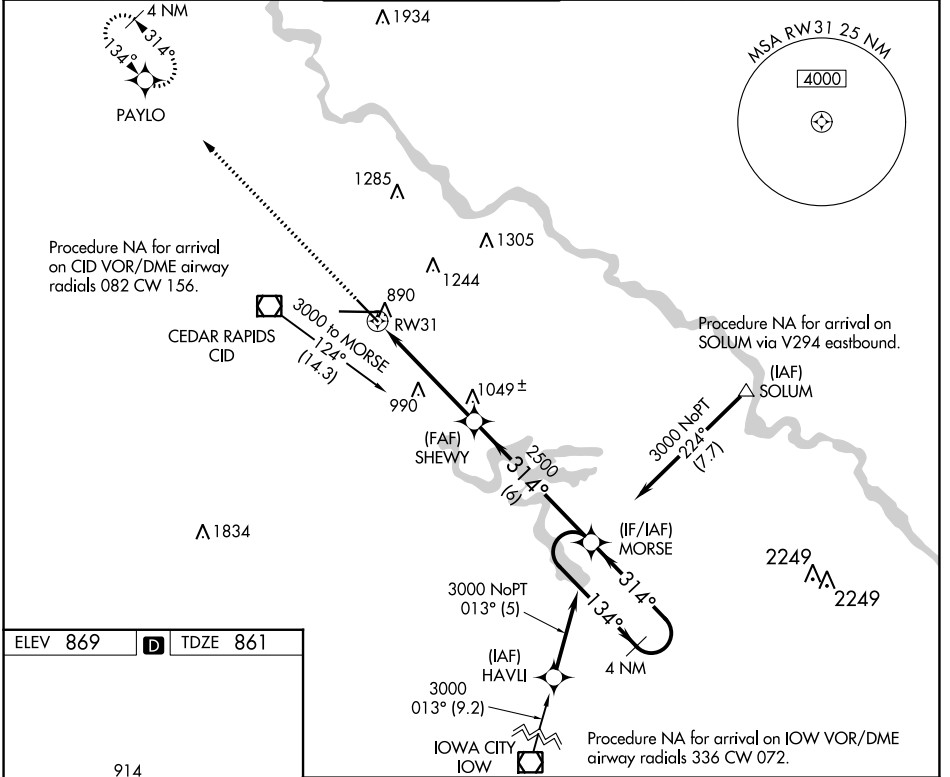 4 NM
134°
314°
PAYLO
1934
MSA RW31 25 NM
4000
1285
1305
1244
Procedure NA for arrival
on CID VOR/DME airway
radials 082 CW 156.
CEDAR RAPIDS
CID
3000 to MORSE
124°
(14.3)
890
RW31
990
1049±
(FAF)
SHEWY
Procedure NA for arrival on
SOLUM via V294 eastbound.
(IAF)
SOLUM
3000 NoPT
224°
(7.7)
2500
314°
(6)
1834
(IF/IAF)
MORSE
314°
134°
4 NM
2249
2249
3000 NoPT
013° (5)
(IAF)
HAVLI
3000
013° (9.2)
IOWA CITY
IOW
Procedure NA for arrival on IOW VOR/DME
airway radials 336 CW 072.
ELEV 869 D TDZE 861
914